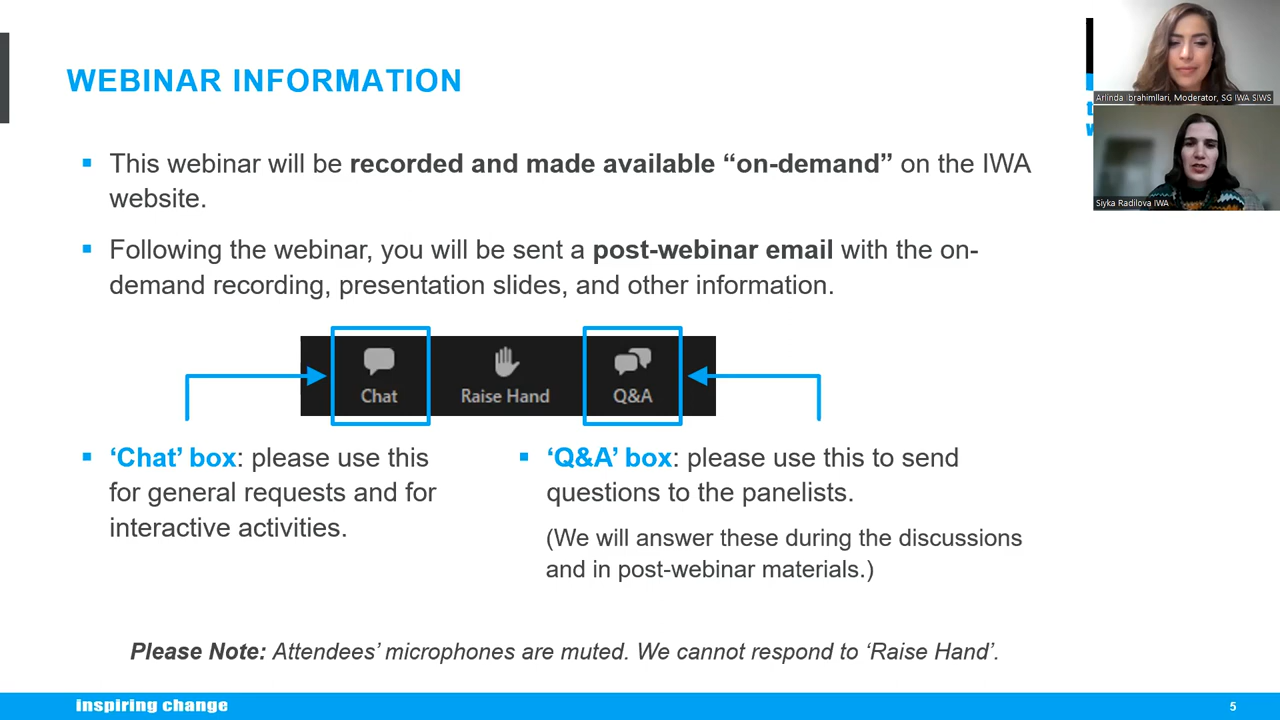 WEBINAR INFORMATION
Arlinda Ibrahimllari, Moderator, SG IWA SIWS
Siyka Radilova IWA
▪ This webinar will be recorded and made available “on-demand” on the IWA
website.
▪ Following the webinar, you will be sent a post-webinar email with the on-
demand recording, presentation slides, and other information.
Chat
Raise Hand
Q&A
▪ ‘Chat’ box: please use this
for general requests and for
interactive activities.
▪ ‘Q&A’ box: please use this to send
questions to the panelists.
(We will answer these during the discussions
and in post-webinar materials.)
Please Note: Attendees’ microphones are muted. We cannot respond to ‘Raise Hand’.
inspiring change
5